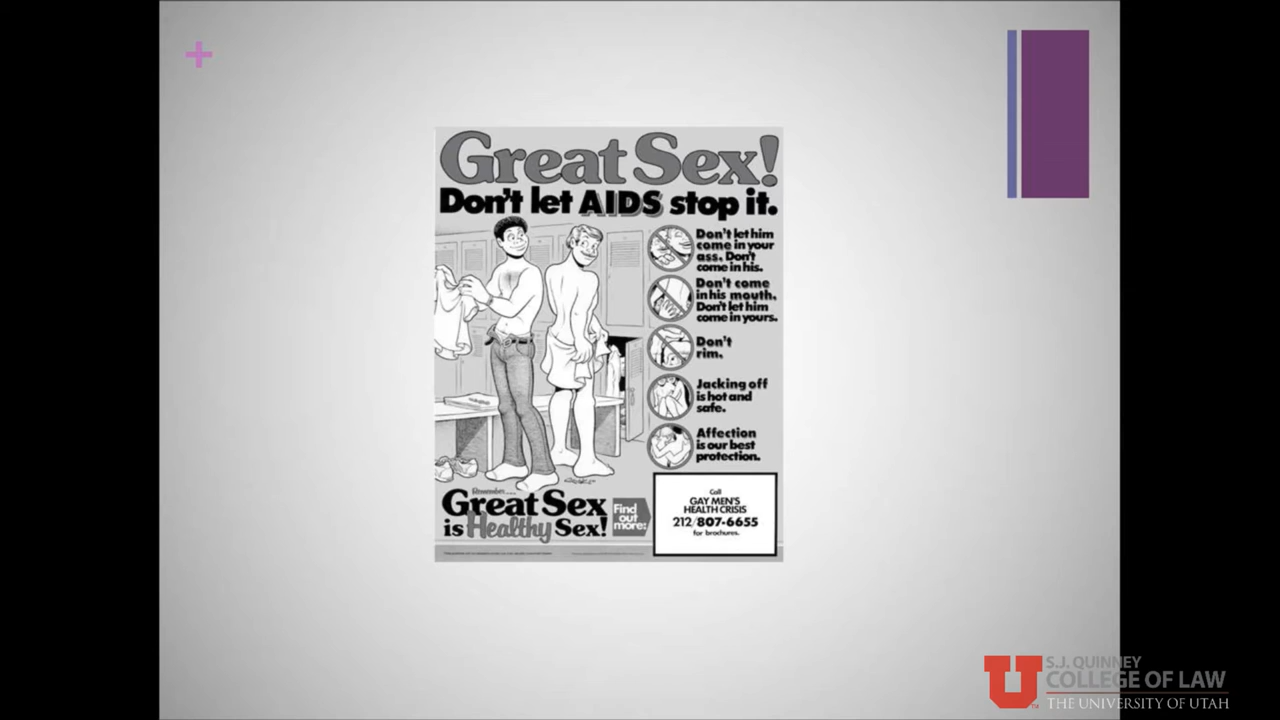 Great Sex!
Don't let AIDS stop it.
Don't let him
come in your
ass. Don't
come in his.
Don't come
in his mouth.
Don't let him
come in yours.
Don't
rim.
Jacking off
is hot and
safe.
Affection
is our best
protection.
Remember....
Great Sex
is Healthy Sex!
Find
out
more:
Call
GAY MEN'S
HEALTH CRISIS
212/807-6655
for brochures.
U
S.J. QUINNEY
COLLEGE OF LAW
THE UNIVERSITY OF UTAH